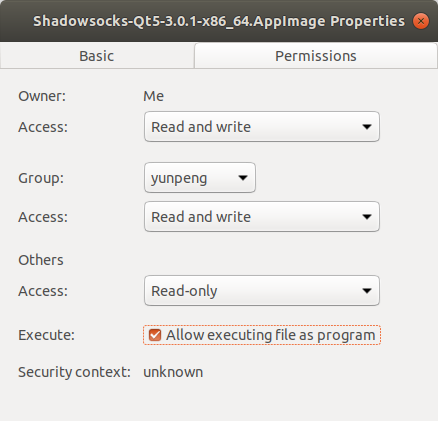 Shadowsocks-Qt5-3.0.1-x86_64.AppImage Properties
Basic Permissions
Owner: Me
Access: Read and write
Group: yunpeng
Access: Read and write
Others
Access: Read-only
Execute: Allow executing file as program
Security context: unknown